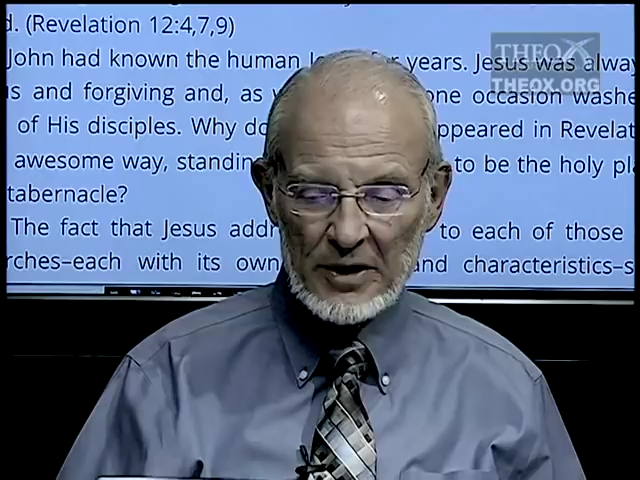 d. (Revelation 12:4,7,9)
John had known the human for years. Jesus was alway
s and forgiving and, as one occasion washe
of His disciples. Why do ppeared in Revelat
awesome way, standin to be the holy pl
tabernacle?
The fact that Jesus addr to each of those
rches–each with its own nd characteristics–s
THEOX
THEOX.ORG